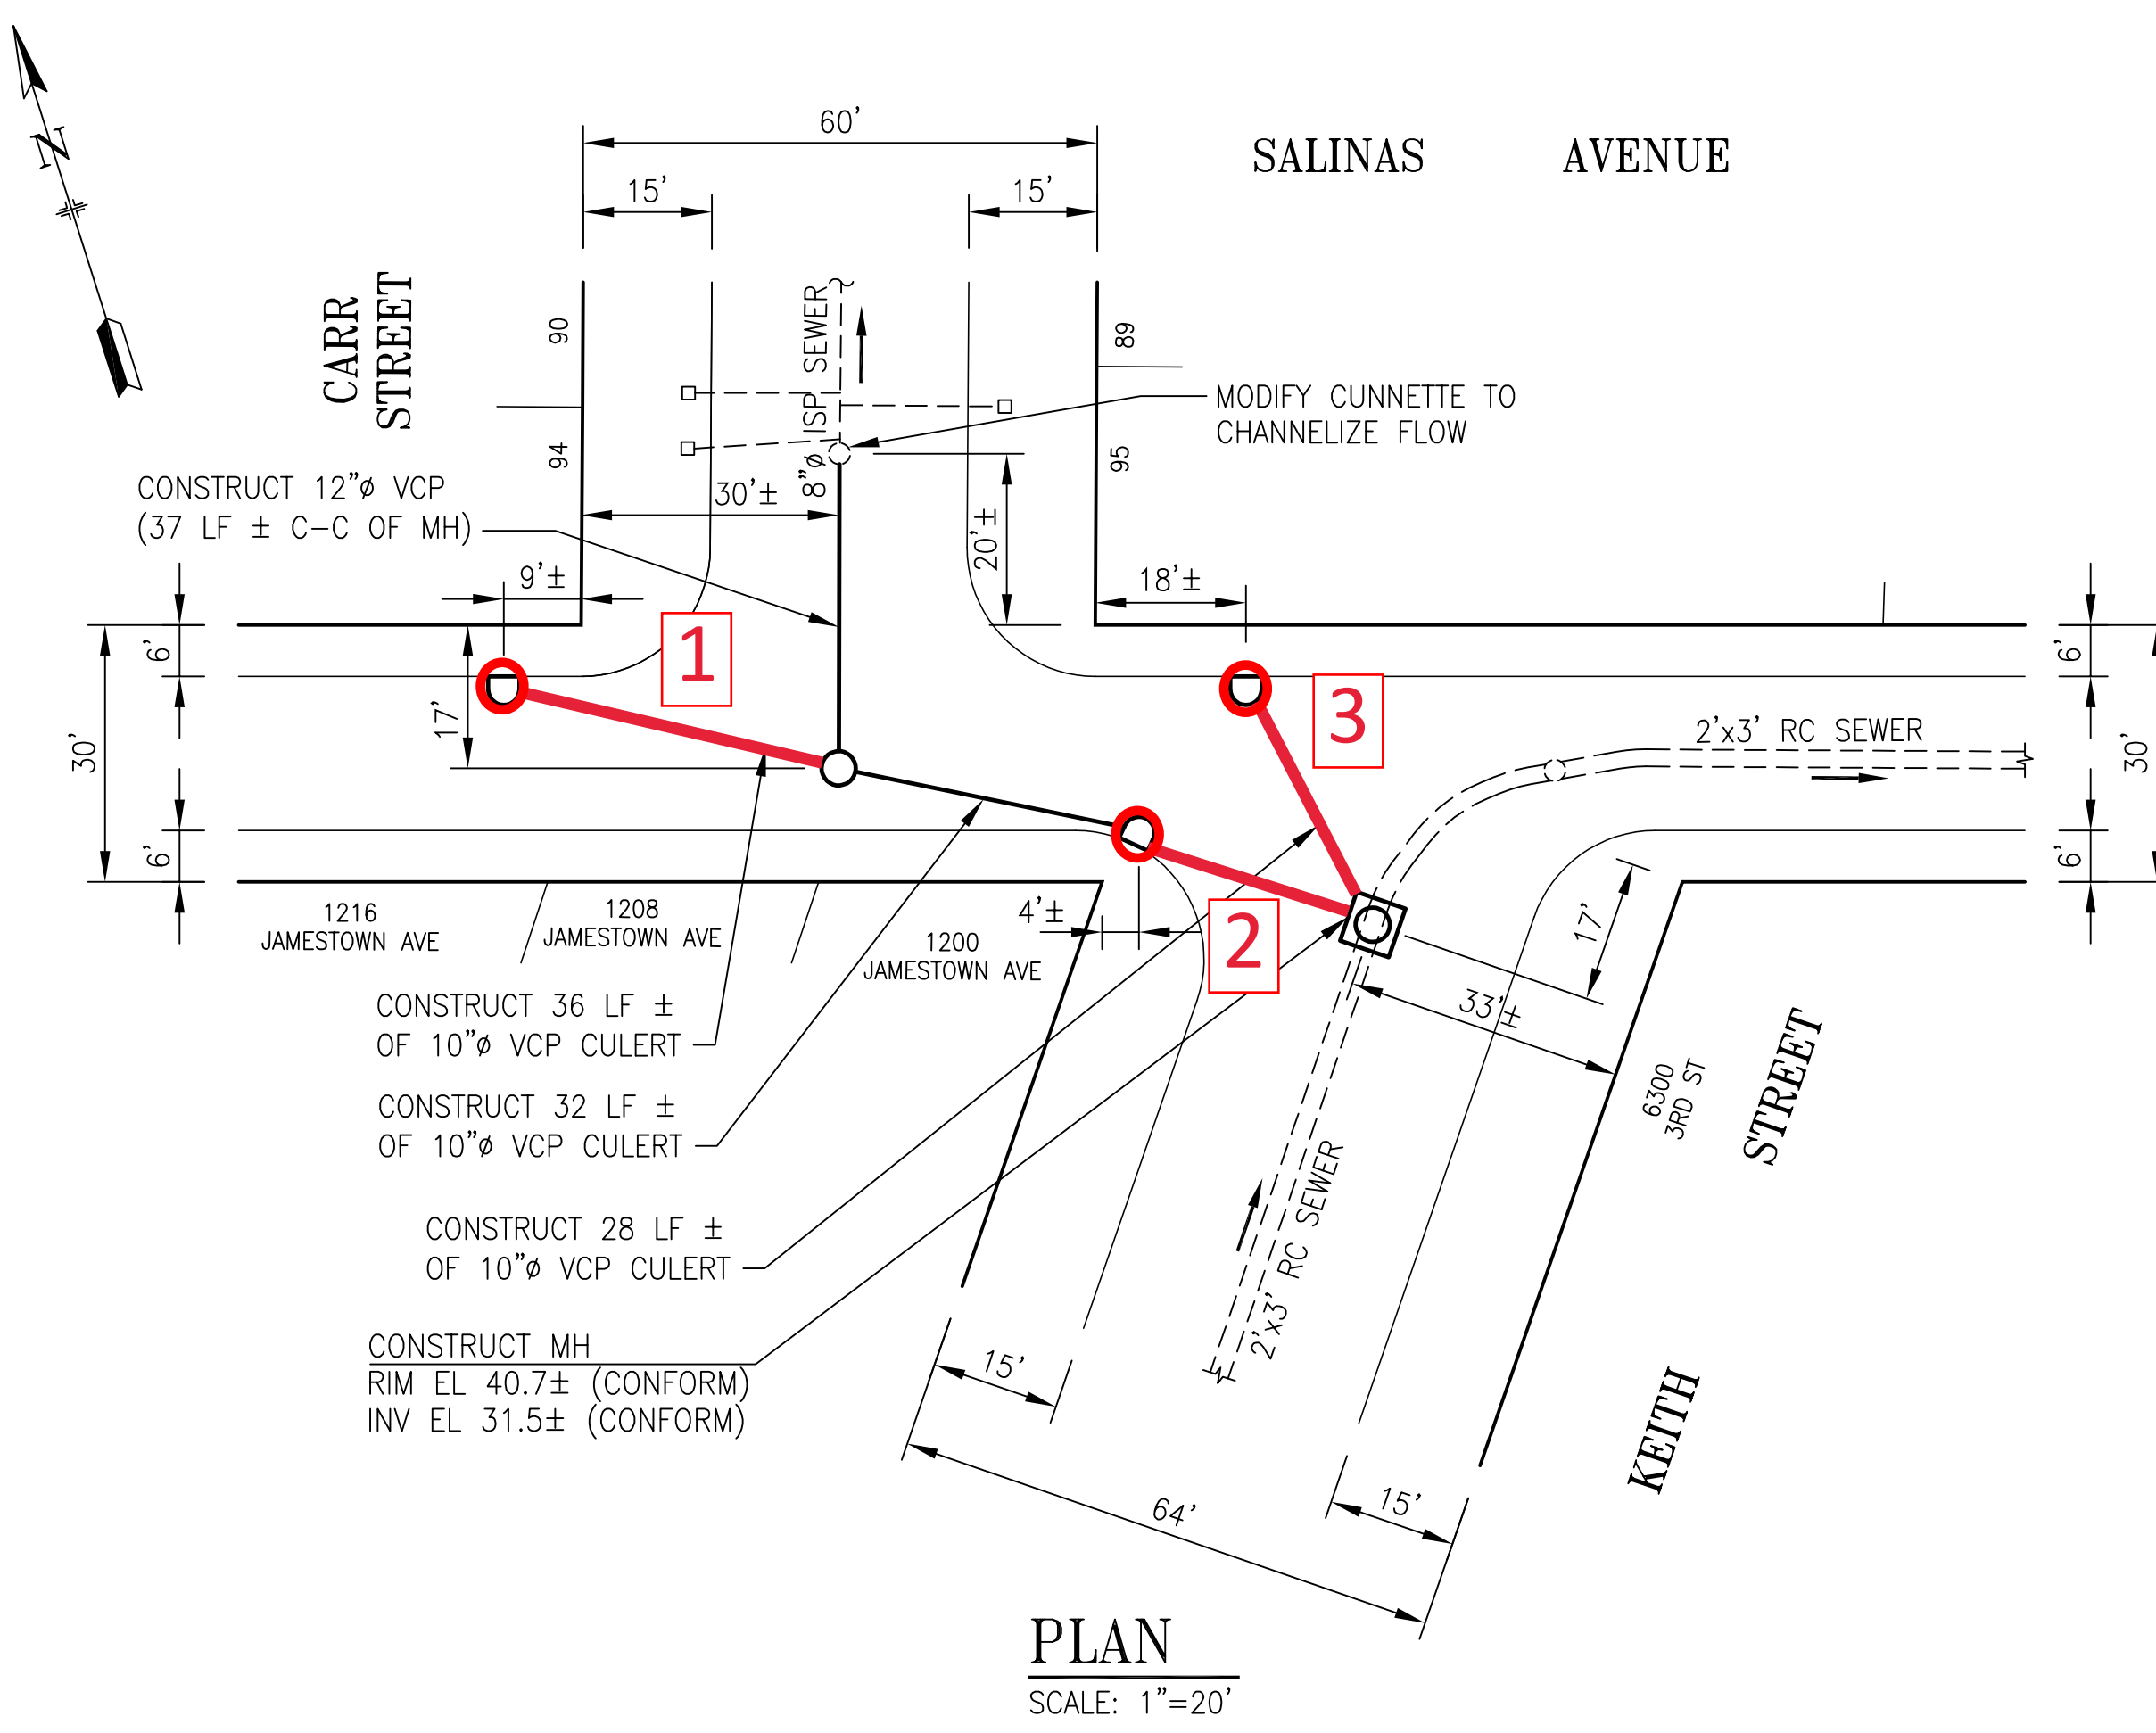 N
60'
SALINAS AVENUE
15'
15'
CARR
STREET
90
89
8"ø ISP SEWER
MODIFY CUNNETTE TO
CHANNELIZE FLOW
94
95
CONSTRUCT 12"ø VCP
(37 LF ± C-C OF MH)
30'±
20'±
9'±
18'±
6'
1
17'
30'
3
2'x3' RC SEWER
6'
30'
6'
6'
1216
JAMESTOWN AVE
1208
JAMESTOWN AVE
1200
JAMESTOWN AVE
4'±
2
17'
33'±
CONSTRUCT 36 LF ±
OF 10"ø VCP CULERT
CONSTRUCT 32 LF ±
OF 10"ø VCP CULERT
6300
3RD ST
STREET
2'x3' RC SEWER
CONSTRUCT 28 LF ±
OF 10"ø VCP CULERT
CONSTRUCT MH
RIM EL 40.7± (CONFORM)
INV EL 31.5± (CONFORM)
15'
KEITH
64'
15'
PLAN
SCALE: 1"=20'